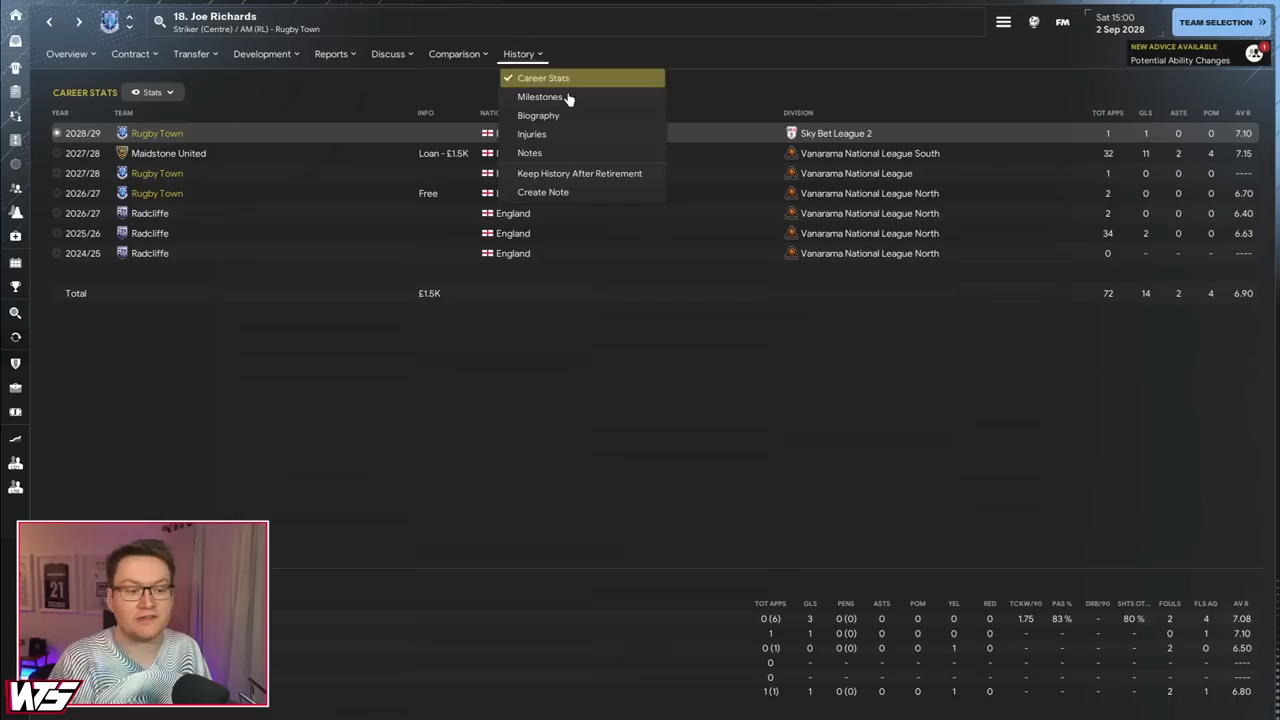 18. Joe Richards
Striker (Centre) / AM (RL) - Rugby Town
FM
Sat 15:00
2 Sep 2028
TEAM SELECTION
Overview
Contract
Transfer
Development
Reports
Discuss
Comparison
History
NEW ADVICE AVAILABLE
Potential Ability Changes
1
CAREER STATS
Stats
Career Stats
Milestones
Biography
Injuries
Notes
Keep History After Retirement
Create Note
YEAR TEAM INFO DIVISION TOT APPS GLS ASTS POM AV R
2028/29 Rugby Town Sky Bet League 2 1 1 0 0 7.10
2027/28 Maidstone United Loan - £1.5K Vanarama National League South 32 11 2 4 7.15
2027/28 Rugby Town Vanarama National League 1 0 0 0 ----
2026/27 Rugby Town Free Vanarama National League North 2 0 0 0 6.70
2026/27 Radcliffe England Vanarama National League North 2 0 0 0 6.40
2025/26 Radcliffe England Vanarama National League North 34 2 0 0 6.63
2024/25 Radcliffe England Vanarama National League North 0 - - - ----
Total £1.5K 72 14 2 4 6.90
TOT APPS GLS PENS ASTS POM YEL RED TCKW/90 PAS % DRB/90 SHTS OT... FOULS FLS AG AV R
0 (6) 3 0 (0) 0 0 0 0 1.75 83 % - 80 % 2 4 7.08
1 1 0 (0) 0 0 0 0 - - - - 0 1 7.10
0 (1) 0 0 (0) 0 0 1 0 - - - - 2 0 6.50
0 - - - - - - - - - - - - ----
0 - - - - - - - - - - - - ----
1 (1) 1 0 (0) 0 0 1 0 - - - - 2 1 6.80
21
WTS